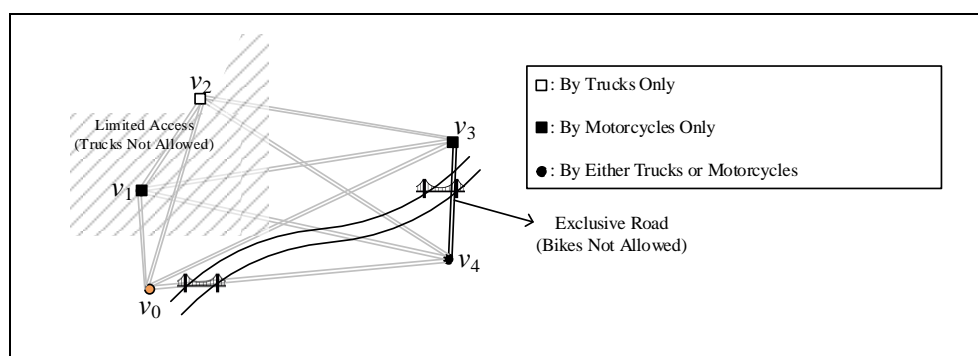 v2
Limited Access
(Trucks Not Allowed)
v1
v0
v3
v4
Exclusive Road
(Bikes Not Allowed)
: By Trucks Only
: By Motorcycles Only
: By Either Trucks or Motorcycles